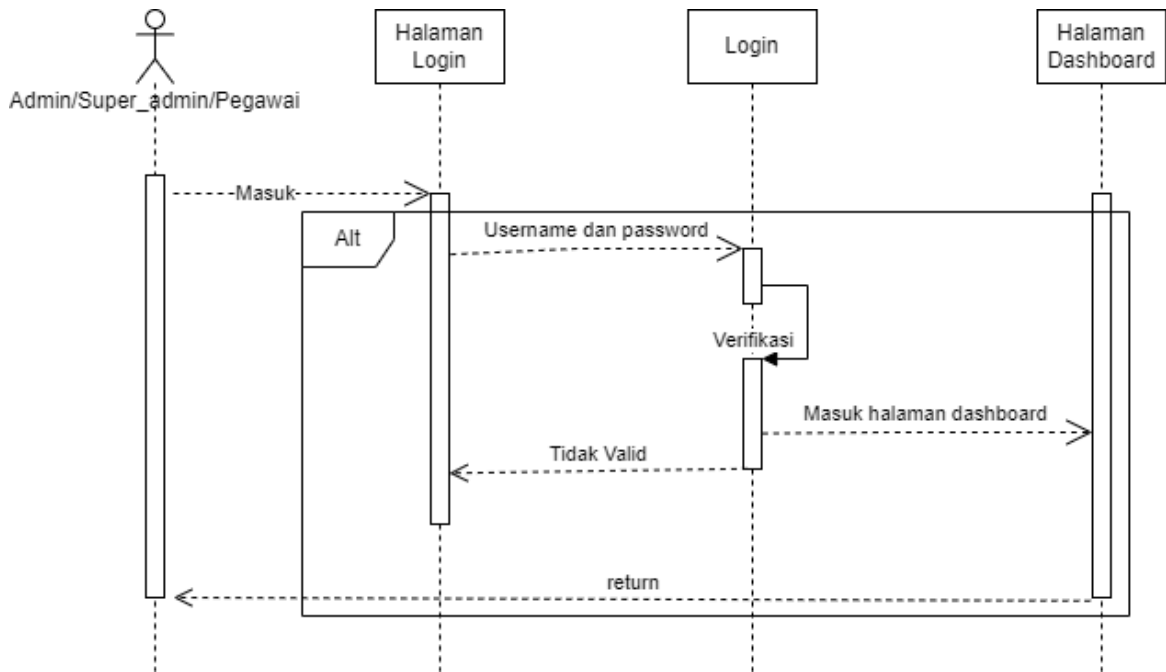 Halaman
Login
Login
Halaman
Dashboard
Admin/Super_admin/Pegawai
Masuk
Alt
Username dan password
Verifikasi
Masuk halaman dashboard
Tidak Valid
return